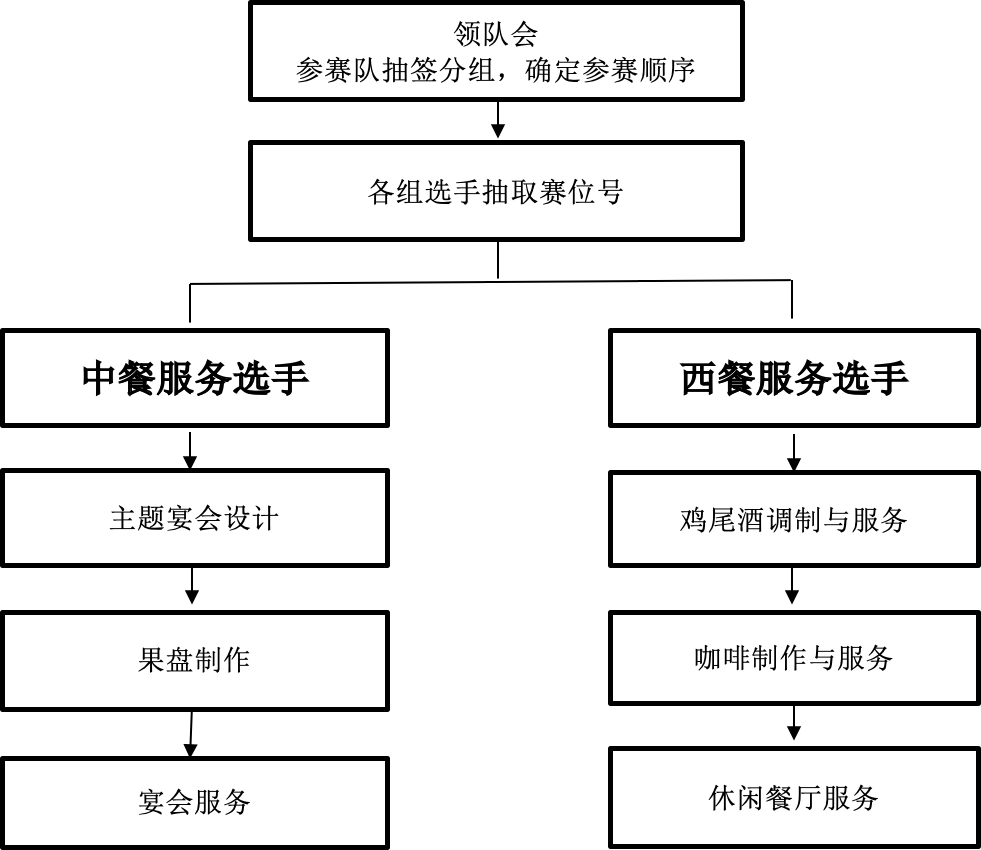 领队会
参赛队抽签分组，确定参赛顺序
各组选手抽取赛位号
中餐服务选手
西餐服务选手
主题宴会设计
鸡尾酒调制与服务
果盘制作
咖啡制作与服务
宴会服务
休闲餐厅服务